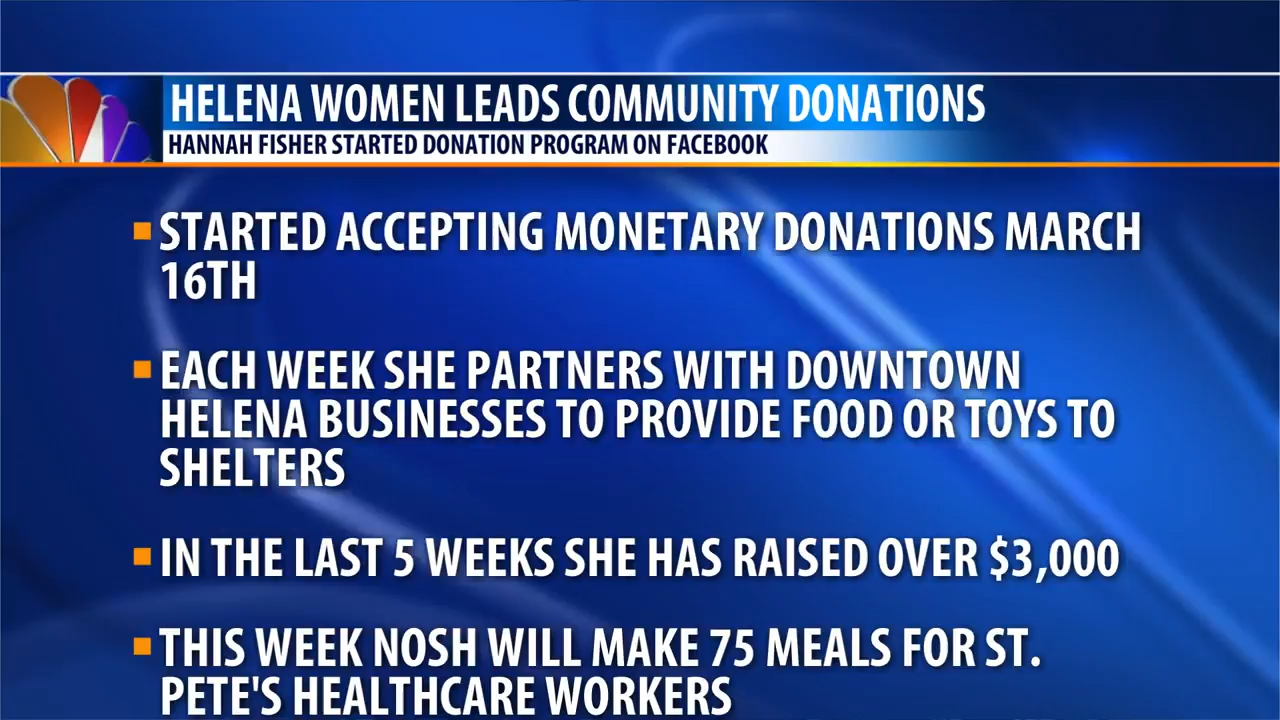 HELENA WOMEN LEADS COMMUNITY DONATIONS
HANNAH FISHER STARTED DONATION PROGRAM ON FACEBOOK
STARTED ACCEPTING MONETARY DONATIONS MARCH
16TH
EACH WEEK SHE PARTNERS WITH DOWNTOWN
HELENA BUSINESSES TO PROVIDE FOOD OR TOYS TO
SHELTERS
IN THE LAST 5 WEEKS SHE HAS RAISED OVER $3,000
THIS WEEK NOSH WILL MAKE 75 MEALS FOR ST.
PETE'S HEALTHCARE WORKERS